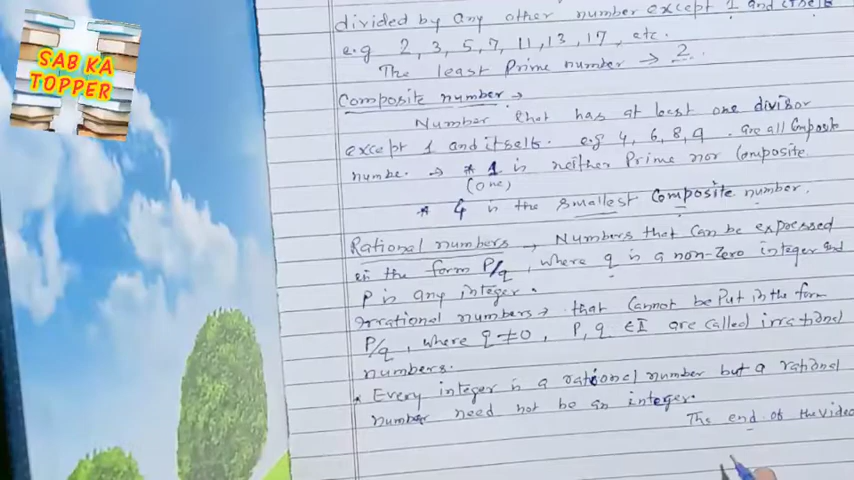 SAB KA
TOPPER
divided by any other number except 1 and itself
e.g 2, 3, 5, 7, 11, 13, 17, etc.
The least Prime number → 2.
Composite number →
Number that has at least one divisor
except 1 and itself. e.g 4, 6, 8, 9. are all Composite
numbe. → * 1 is neither Prime nor Composite
(one)
* 4 is the smallest Composite number.
Rational numbers → Numbers that can be expressed
in the form P/q, where q is a non-zero integer and
P is any integer.
Irrational numbers → that cannot be Put in the form
P/q, where q ≠ 0, P, q ∈ I are called irrational
numbers.
* Every integer is a rational number but a rational
number need not be an integer.
The end of the video